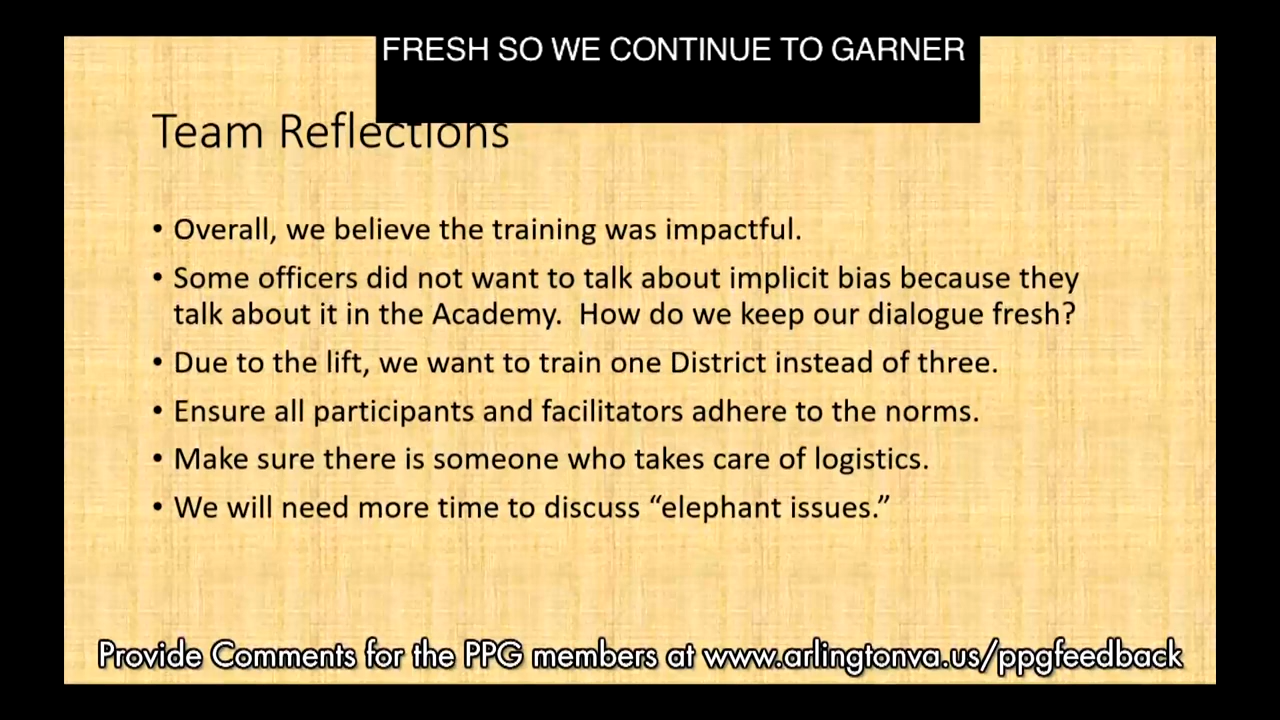 FRESH SO WE CONTINUE TO GARNER
Team Reflections
• Overall, we believe the training was impactful.
• Some officers did not want to talk about implicit bias because they
talk about it in the Academy.  How do we keep our dialogue fresh?
• Due to the lift, we want to train one District instead of three.
• Ensure all participants and facilitators adhere to the norms.
• Make sure there is someone who takes care of logistics.
• We will need more time to discuss “elephant issues.”
Provide Comments for the PPG members at www.arlingtonva.us/ppgfeedback